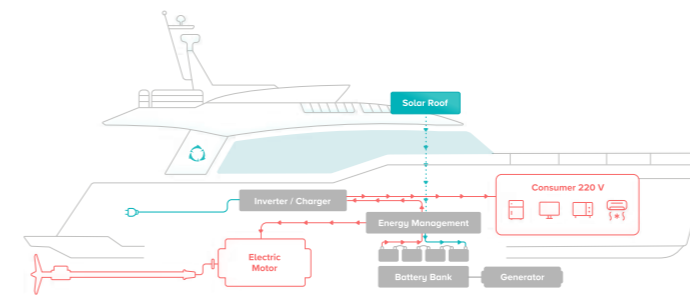 Solar Roof
Consumer 220 V
Inverter / Charger
Energy Management
Electric
Motor
Battery Bank
Generator